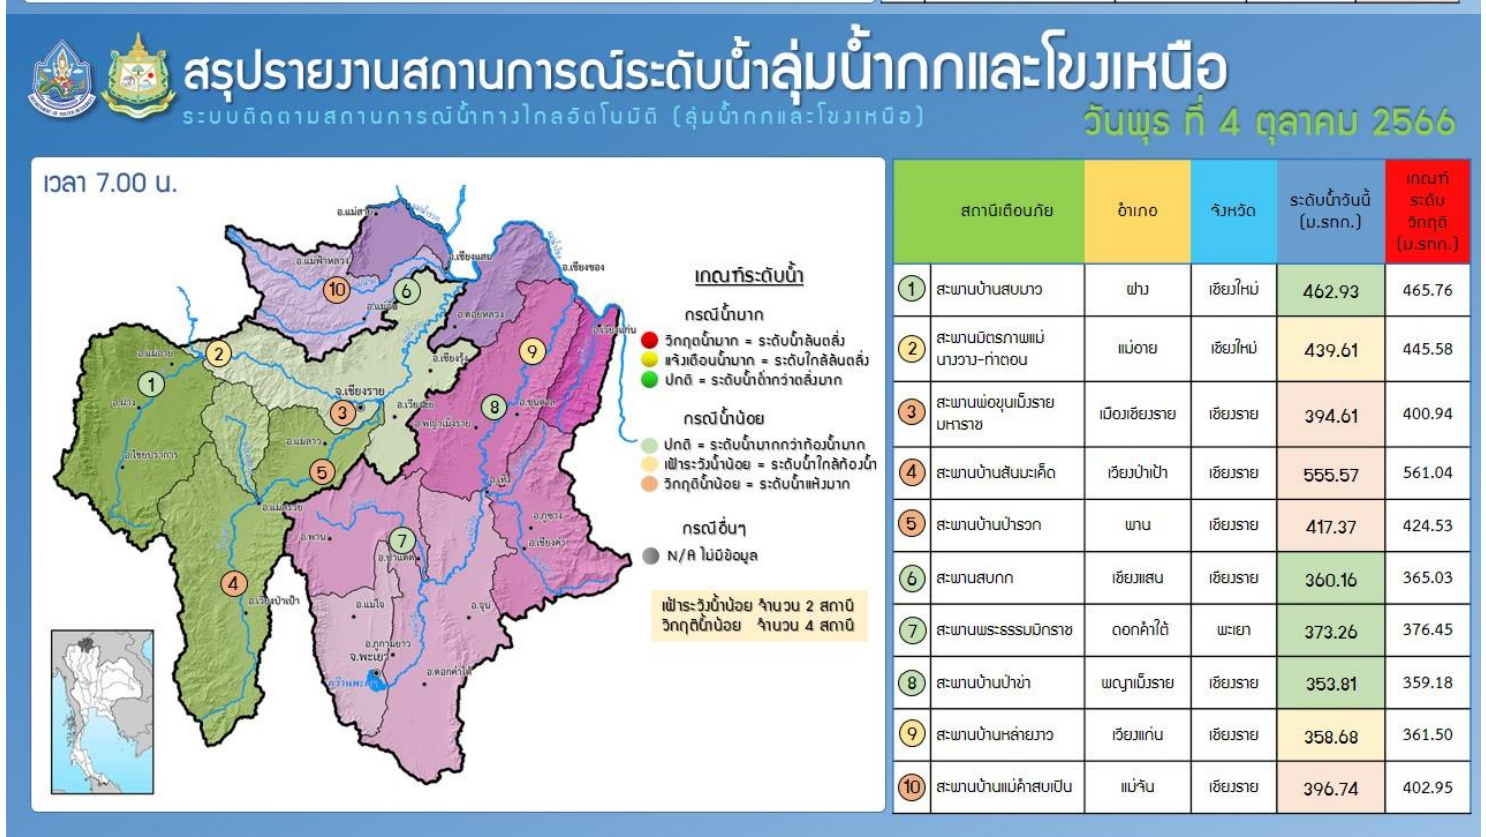 สรุปรายงานสถานการณ์ระดับน้ำลุ่มน้ำกกและโขงเหนือ
ระบบติดตามสถานการณ์น้ำทางไกลอัตโนมัติ (ลุ่มน้ำกกและโขงเหนือ)
วันพุธ ที่ 4 ตุลาคม 2566
เวลา 7.00 น.
อ.แม่สาย
อ.เชียงแสน
อ.เชียงของ
อ.แม่ฟ้าหลวง
10
6
อ.แม่จัน
อ.ดอยหลวง
อ.เวียงแก่น
อ.แม่อาย
2
อ.เชียงรุ้ง
9
1
อ.ฝาง
จ.เชียงราย
3
อ.เวียงชัย
8
อ.ขุนตาล
อ.พญาเม็งราย
อ.แม่ลาว
อ.ไชยปราการ
5
อ.เทิง
อ.แม่สรวย
อ.ภูซาง
อ.พาน
7
อ.เชียงคำ
อ.ป่าแดด
4
อ.เวียงป่าเป้า
อ.แม่ใจ
อ.จุน
อ.ภูกามยาว
จ.พะเยา
อ.ดอกคำใต้
กว๊านพะเยา
เกณฑ์ระดับน้ำ
กรณีน้ำมาก
วิกฤตน้ำมาก = ระดับน้ำล้นตลิ่ง
แจ้งเตือนน้ำมาก = ระดับใกล้ล้นตลิ่ง
ปกติ = ระดับน้ำต่ำกว่าตลิ่งมาก
กรณีน้ำน้อย
ปกติ = ระดับน้ำมากกว่าท้องน้ำมาก
เฝ้าระวังน้ำน้อย = ระดับน้ำใกล้ท้องน้ำ
วิกฤติน้ำน้อย = ระดับน้ำแห้งมาก
กรณีอื่นๆ
N/A ไม่มีข้อมูล
เฝ้าระวังน้ำน้อย จำนวน 2 สถานี
วิกฤติน้ำน้อย จำนวน 4 สถานี
สถานีเตือนภัย อำเภอ จังหวัด ระดับน้ำวันนี้ (ม.รทก.) เกณฑ์ระดับวิกฤติ (ม.รทก.)
1 สะพานบ้านสบมาว ฝาง เชียงใหม่ 462.93 465.76
2 สะพานมิตรภาพแม่นางวาง-ท่าตอน แม่อาย เชียงใหม่ 439.61 445.58
3 สะพานพ่อขุนเม็งรายมหาราช เมืองเชียงราย เชียงราย 394.61 400.94
4 สะพานบ้านสันมะเค็ด เวียงป่าเป้า เชียงราย 555.57 561.04
5 สะพานบ้านป่ารวก พาน เชียงราย 417.37 424.53
6 สะพานสบกก เชียงแสน เชียงราย 360.16 365.03
7 สะพานพระธรรมมิกราช ดอกคำใต้ พะเยา 373.26 376.45
8 สะพานบ้านป่าข่า พญาเม็งราย เชียงราย 353.81 359.18
9 สะพานบ้านหล่ายงาว เวียงแก่น เชียงราย 358.68 361.50
10 สะพานบ้านแม่คำสบเปิน แม่จัน เชียงราย 396.74 402.95